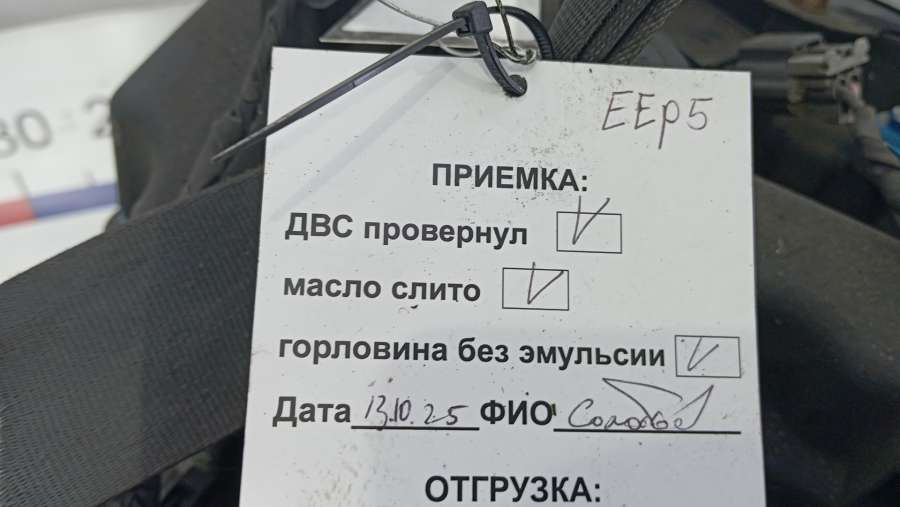 EEp5
ПРИЕМКА:
ДВС провернул
масло слито
горловина без эмульсии
Дата 13.10.25 ФИО
ОТГРУЗКА: